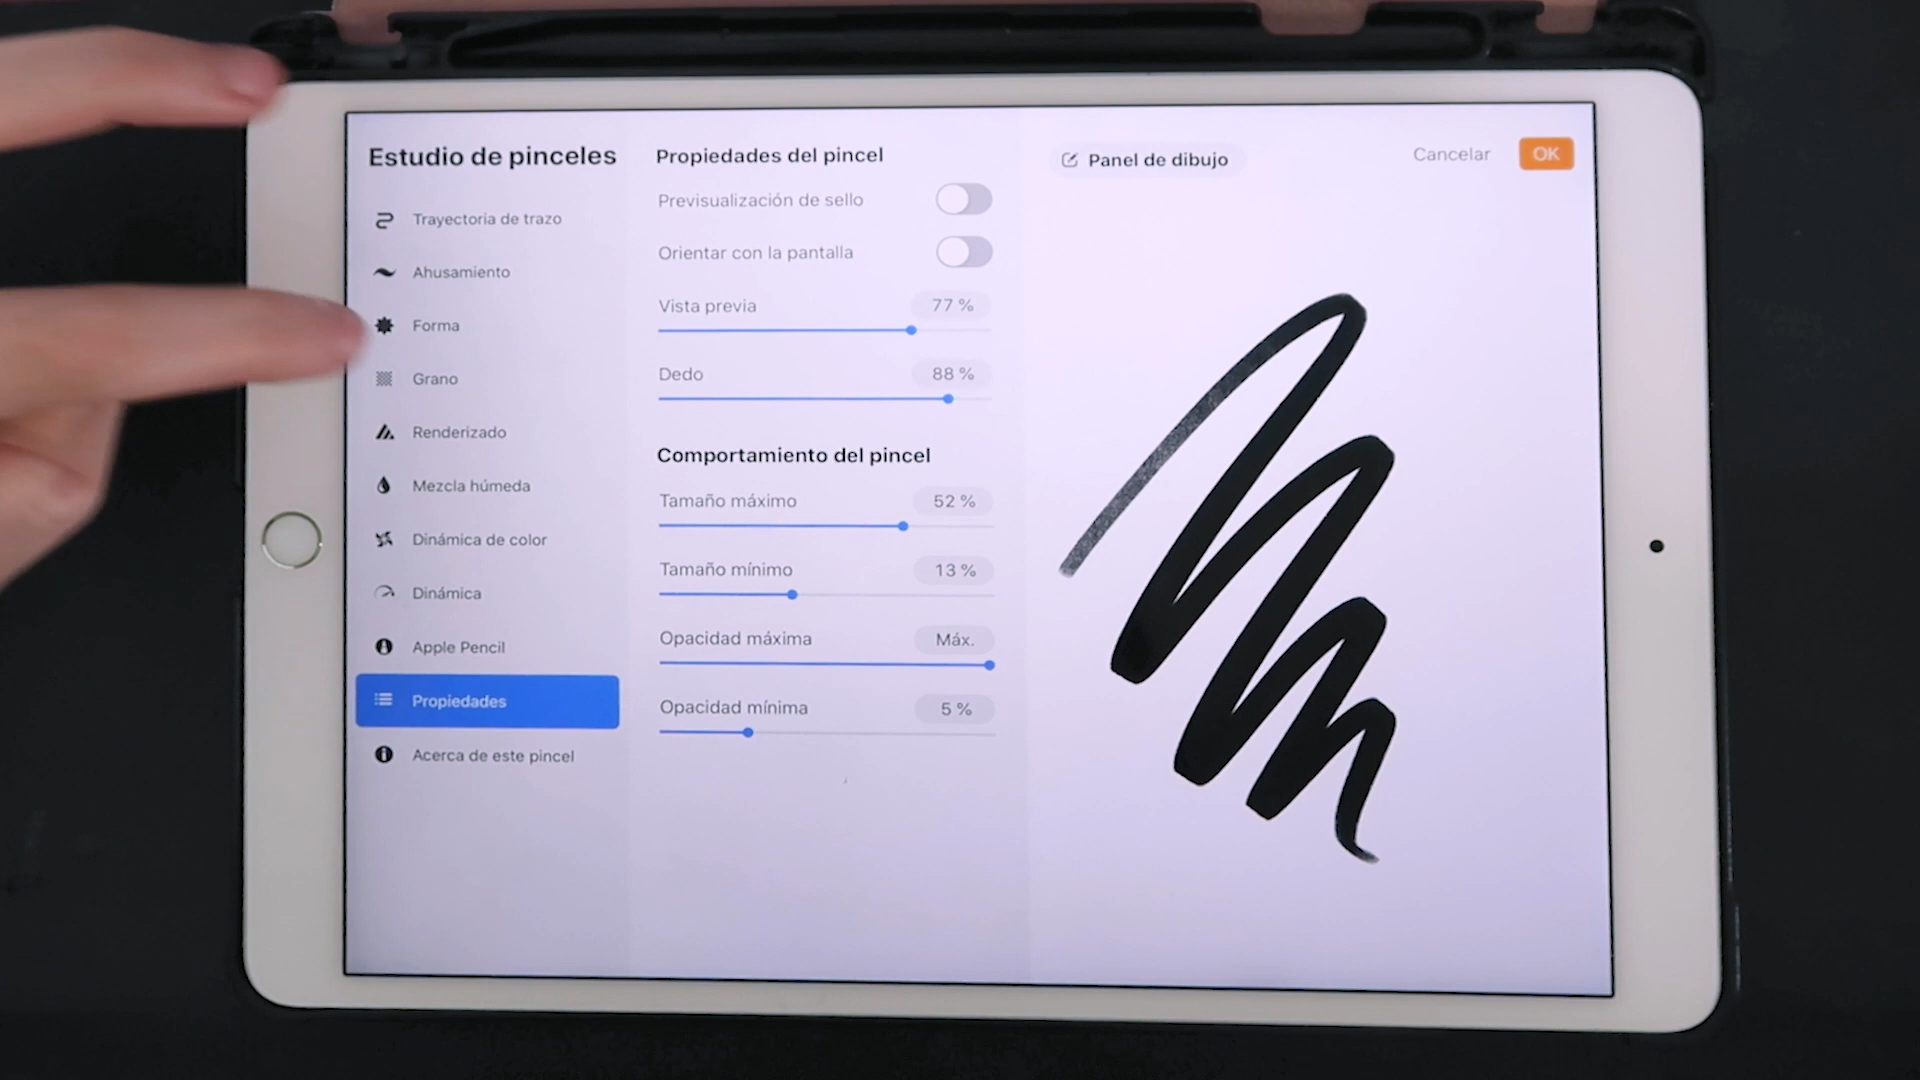 Estudio de pinceles
Trayectoria de trazo
Ahusamiento
Forma
Grano
Renderizado
Mezcla húmeda
Dinámica de color
Dinámica
Apple Pencil
Propiedades
Acerca de este pincel
Propiedades del pincel
Previsualización de sello
Orientar con la pantalla
Vista previa 77 %
Dedo 88 %
Comportamiento del pincel
Tamaño máximo 52 %
Tamaño mínimo 13 %
Opacidad máxima Máx.
Opacidad mínima 5 %
Panel de dibujo
Cancelar OK